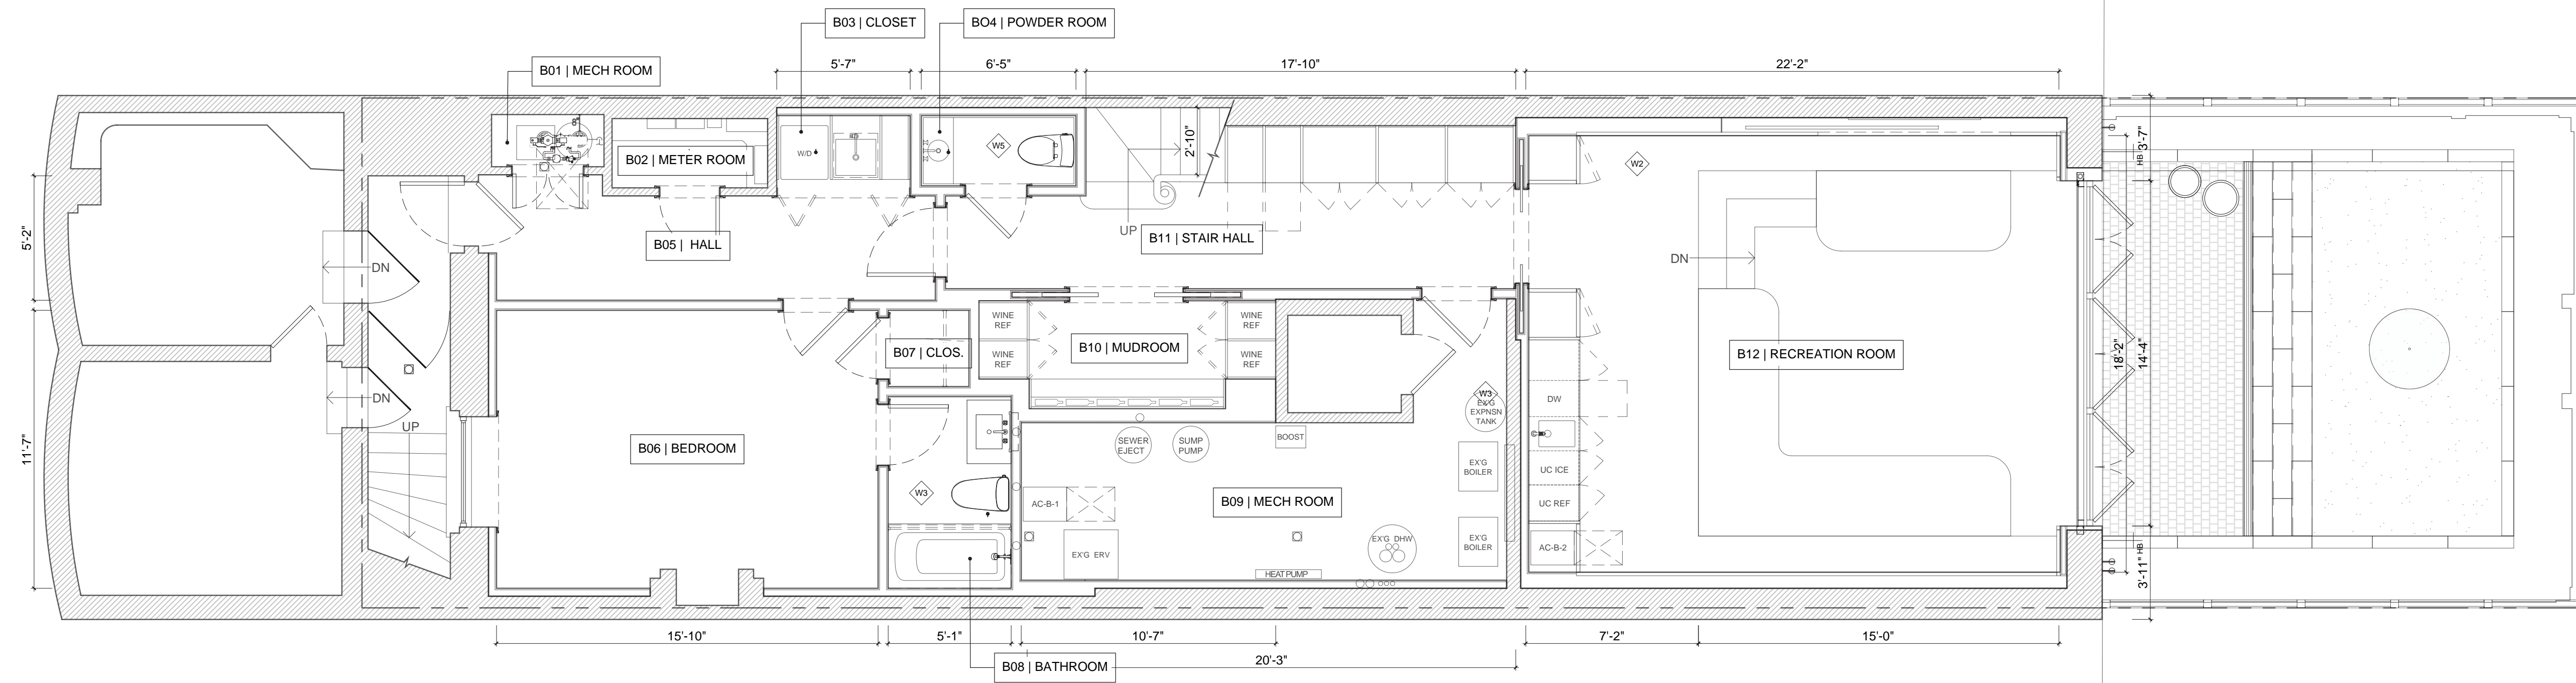 B03 | CLOSET
BO4 | POWDER ROOM
B01 | MECH ROOM
5'-7"
6'-5"
17'-10"
22'-2"
B02 | METER ROOM
W/D
W5
2'-10"
W2
3'-7"
HB
5'-2"
B05 | HALL
UP
B11 | STAIR HALL
DN
DN
WINE
REF
WINE
REF
WINE
REF
WINE
REF
B07 | CLOS.
B10 | MUDROOM
B12 | RECREATION ROOM
18'-2"
14'-4"
DN
UP
11'-7"
B06 | BEDROOM
W3
EX'G
EXPNSN
TANK
DW
SEWER
EJECT
SUMP
PUMP
BOOST
EX'G
BOILER
UC ICE
W3
AC-B-1
B09 | MECH ROOM
UC REF
EX'G ERV
EX'G DHW
EX'G
BOILER
AC-B-2
HEAT PUMP
HB
3'-11"
15'-10"
5'-1"
10'-7"
7'-2"
15'-0"
B08 | BATHROOM
20'-3"